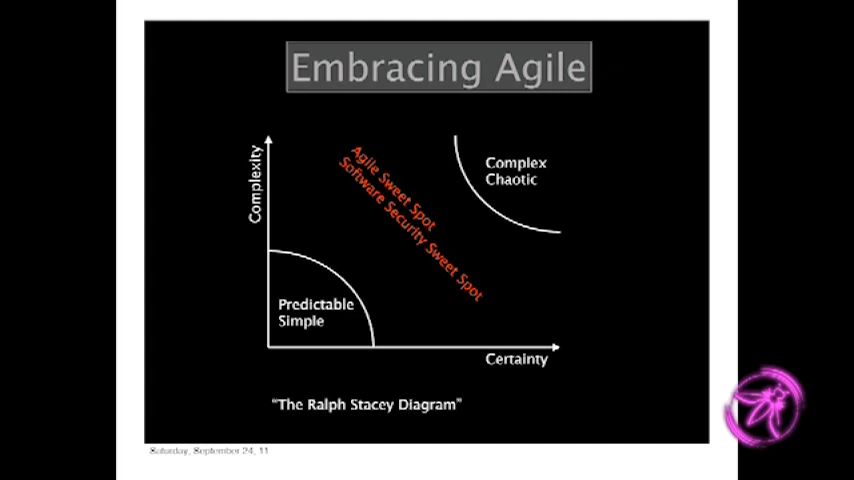 Embracing Agile
Complexity
Agile Sweet Spot
Software Security Sweet Spot
Complex
Chaotic
Predictable
Simple
Certainty
“The Ralph Stacey Diagram”
Saturday, September 24, 11